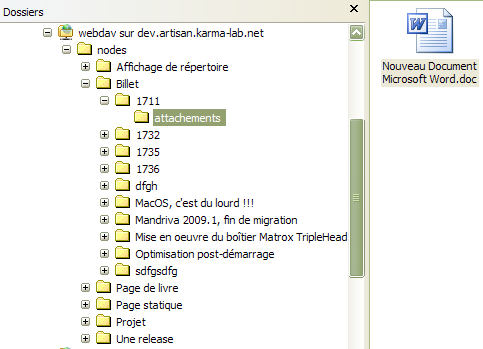 Dossiers
webdav sur dev.artisan.karma-lab.net
nodes
Affichage de répertoire
Billet
1711
attachements
1732
1735
1736
dfgh
MacOS, c'est du lourd !!!
Mandriva 2009.1, fin de migration
Mise en oeuvre du boîtier Matrox TripleHead
Optimisation post-démarrage
sdfgsdfg
Page de livre
Page statique
Projet
Une release
Nouveau Document
Microsoft Word.doc